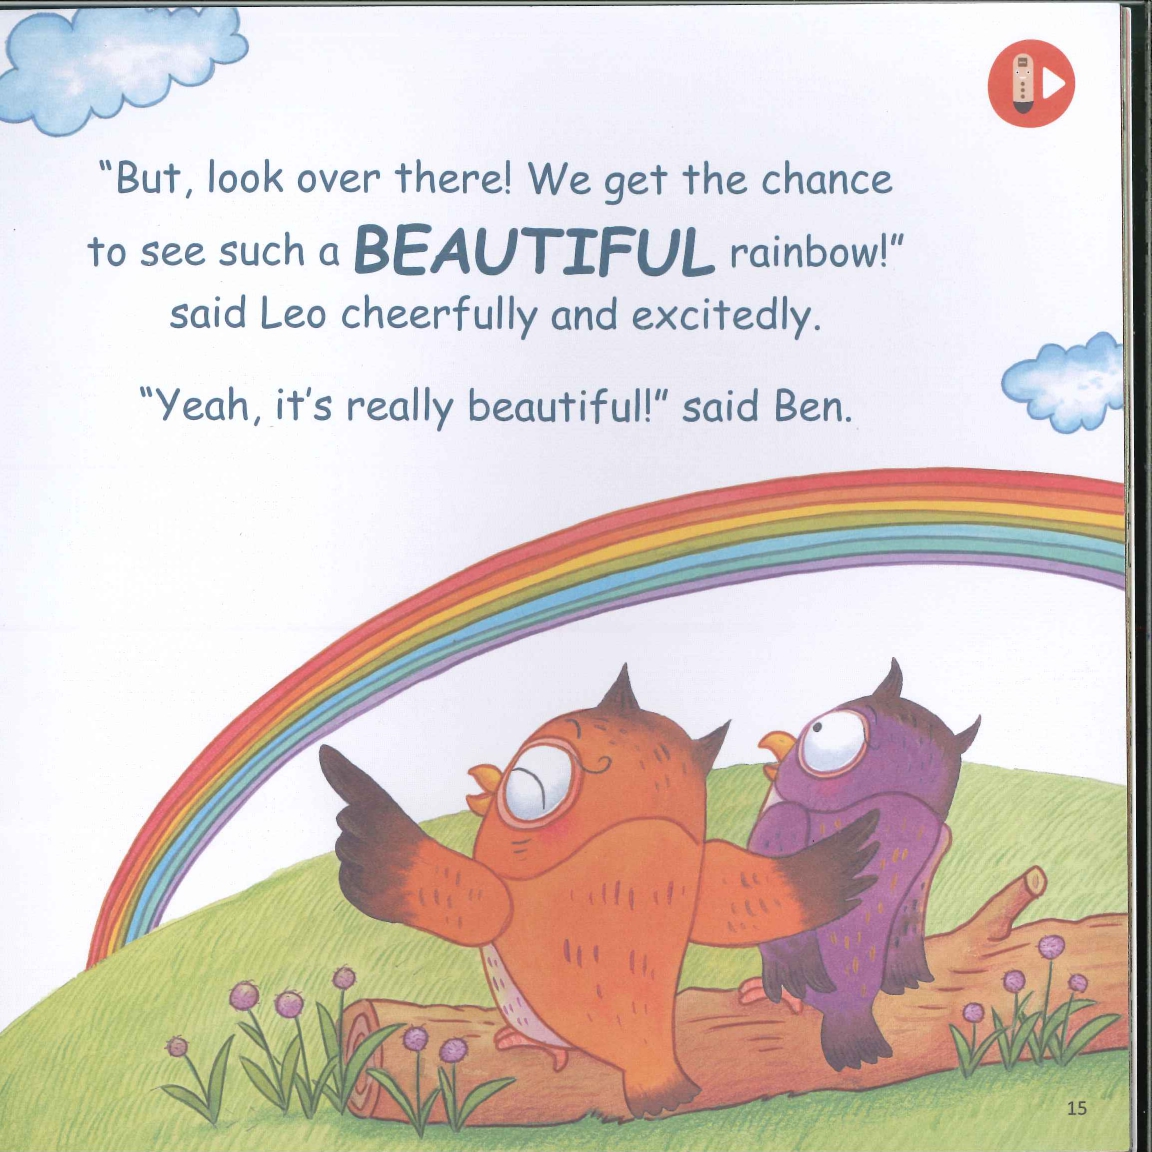 “But, look over there! We get the chance
to see such a BEAUTIFUL rainbow!”
said Leo cheerfully and excitedly.
“Yeah, it’s really beautiful!” said Ben.
15